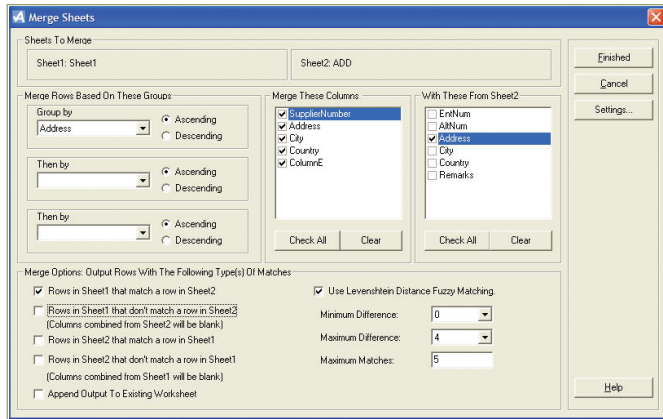 Merge Sheets
Sheets To Merge
Sheet1: Sheet1
Sheet2: ADD
Finished
Cancel
Settings...
Merge Rows Based On These Groups
Group by
Address
Ascending
Descending
Then by
Ascending
Descending
Then by
Ascending
Descending
Merge These Columns
SupplierNumber
Address
City
Country
ColumnE
Check All Clear
With These From Sheet2
EntNum
AltNum
Address
City
Country
Remarks
Check All Clear
Merge Options: Output Rows With The Following Type(s) Of Matches
Rows in Sheet1 that match a row in Sheet2
Rows in Sheet1 that don't match a row in Sheet2
(Columns combined from Sheet2 will be blank)
Rows in Sheet2 that match a row in Sheet1
Rows in Sheet2 that don't match a row in Sheet1
(Columns combined from Sheet1 will be blank)
Append Output To Existing Worksheet
Use Levenshtein Distance Fuzzy Matching.
Minimum Difference: 0
Maximum Difference: 4
Maximum Matches: 5
Help